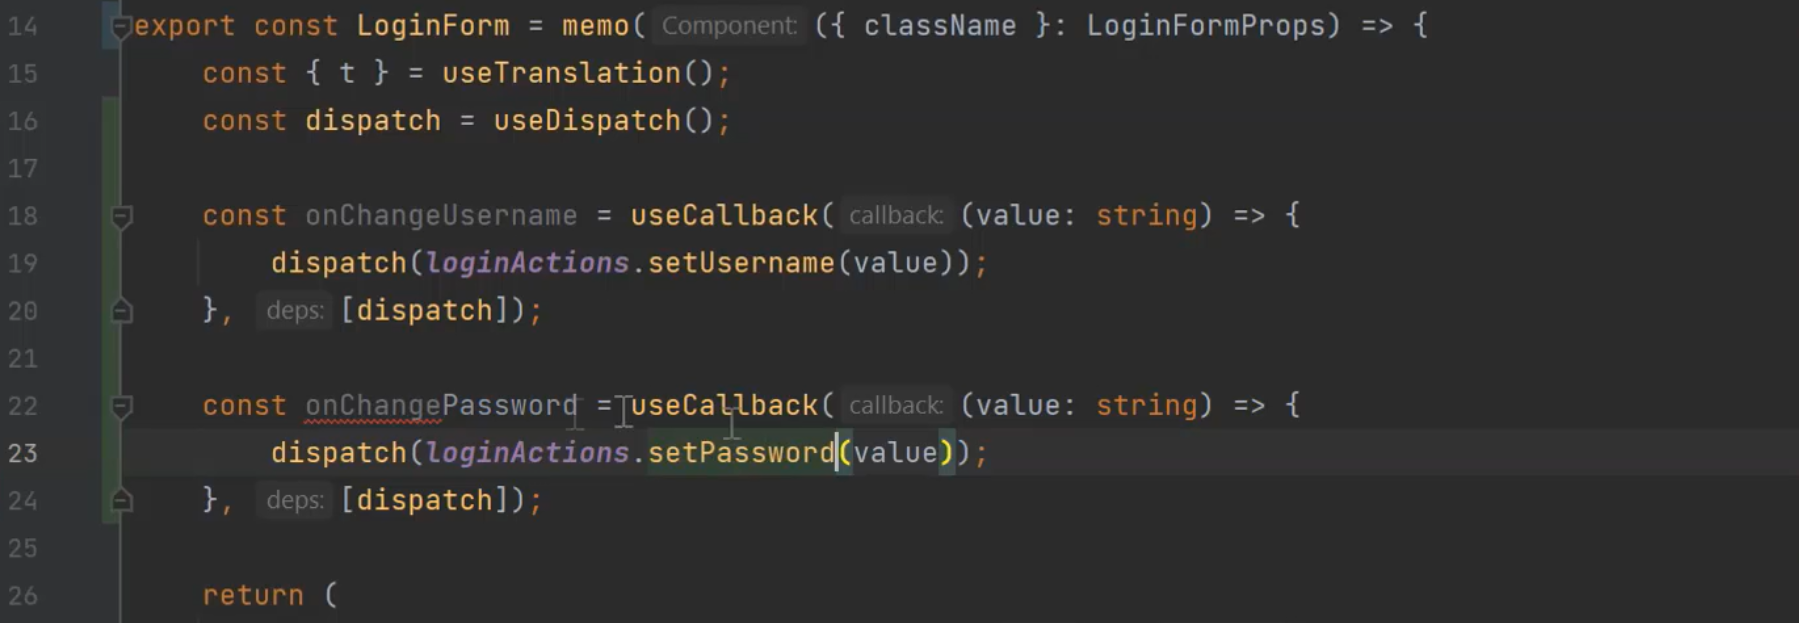 14 export const LoginForm = memo( Component: ({ className }: LoginFormProps) => {
15 const { t } = useTranslation();
16 const dispatch = useDispatch();
17
18 const onChangeUsername = useCallback( callback: (value: string) => {
19 dispatch(loginActions.setUsername(value));
20 }, deps: [dispatch]);
21
22 const onChangePassword = useCallback( callback: (value: string) => {
23 dispatch(loginActions.setPassword(value));
24 }, deps: [dispatch]);
25
26 return (